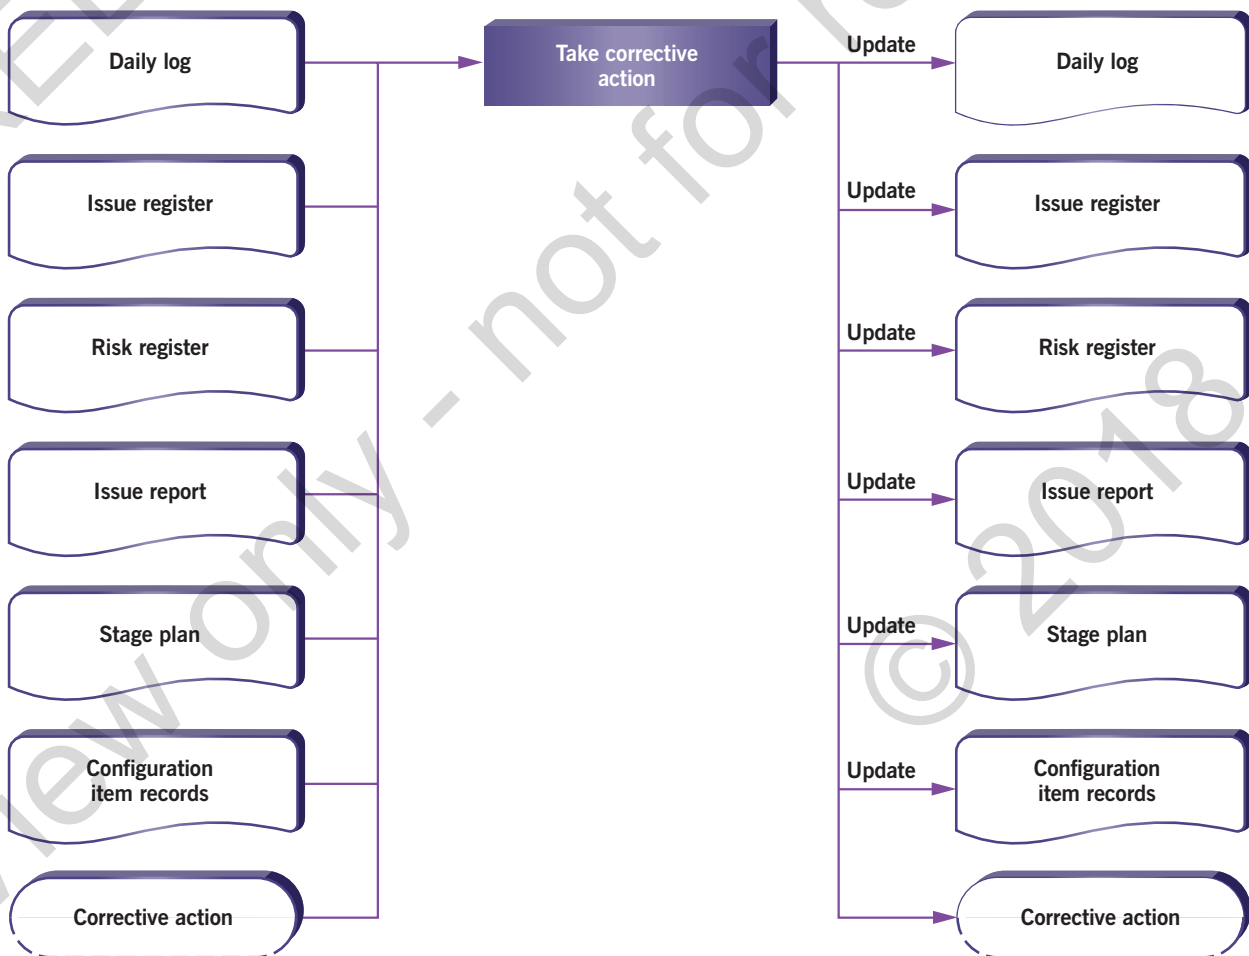 Daily log
Take corrective
action
Update
Daily log
Issue register
Update
Issue register
Risk register
Update
Risk register
Issue report
Update
Issue report
Stage plan
Update
Stage plan
Configuration
item records
Update
Configuration
item records
Corrective action
Corrective action
view only - not for
© 2018